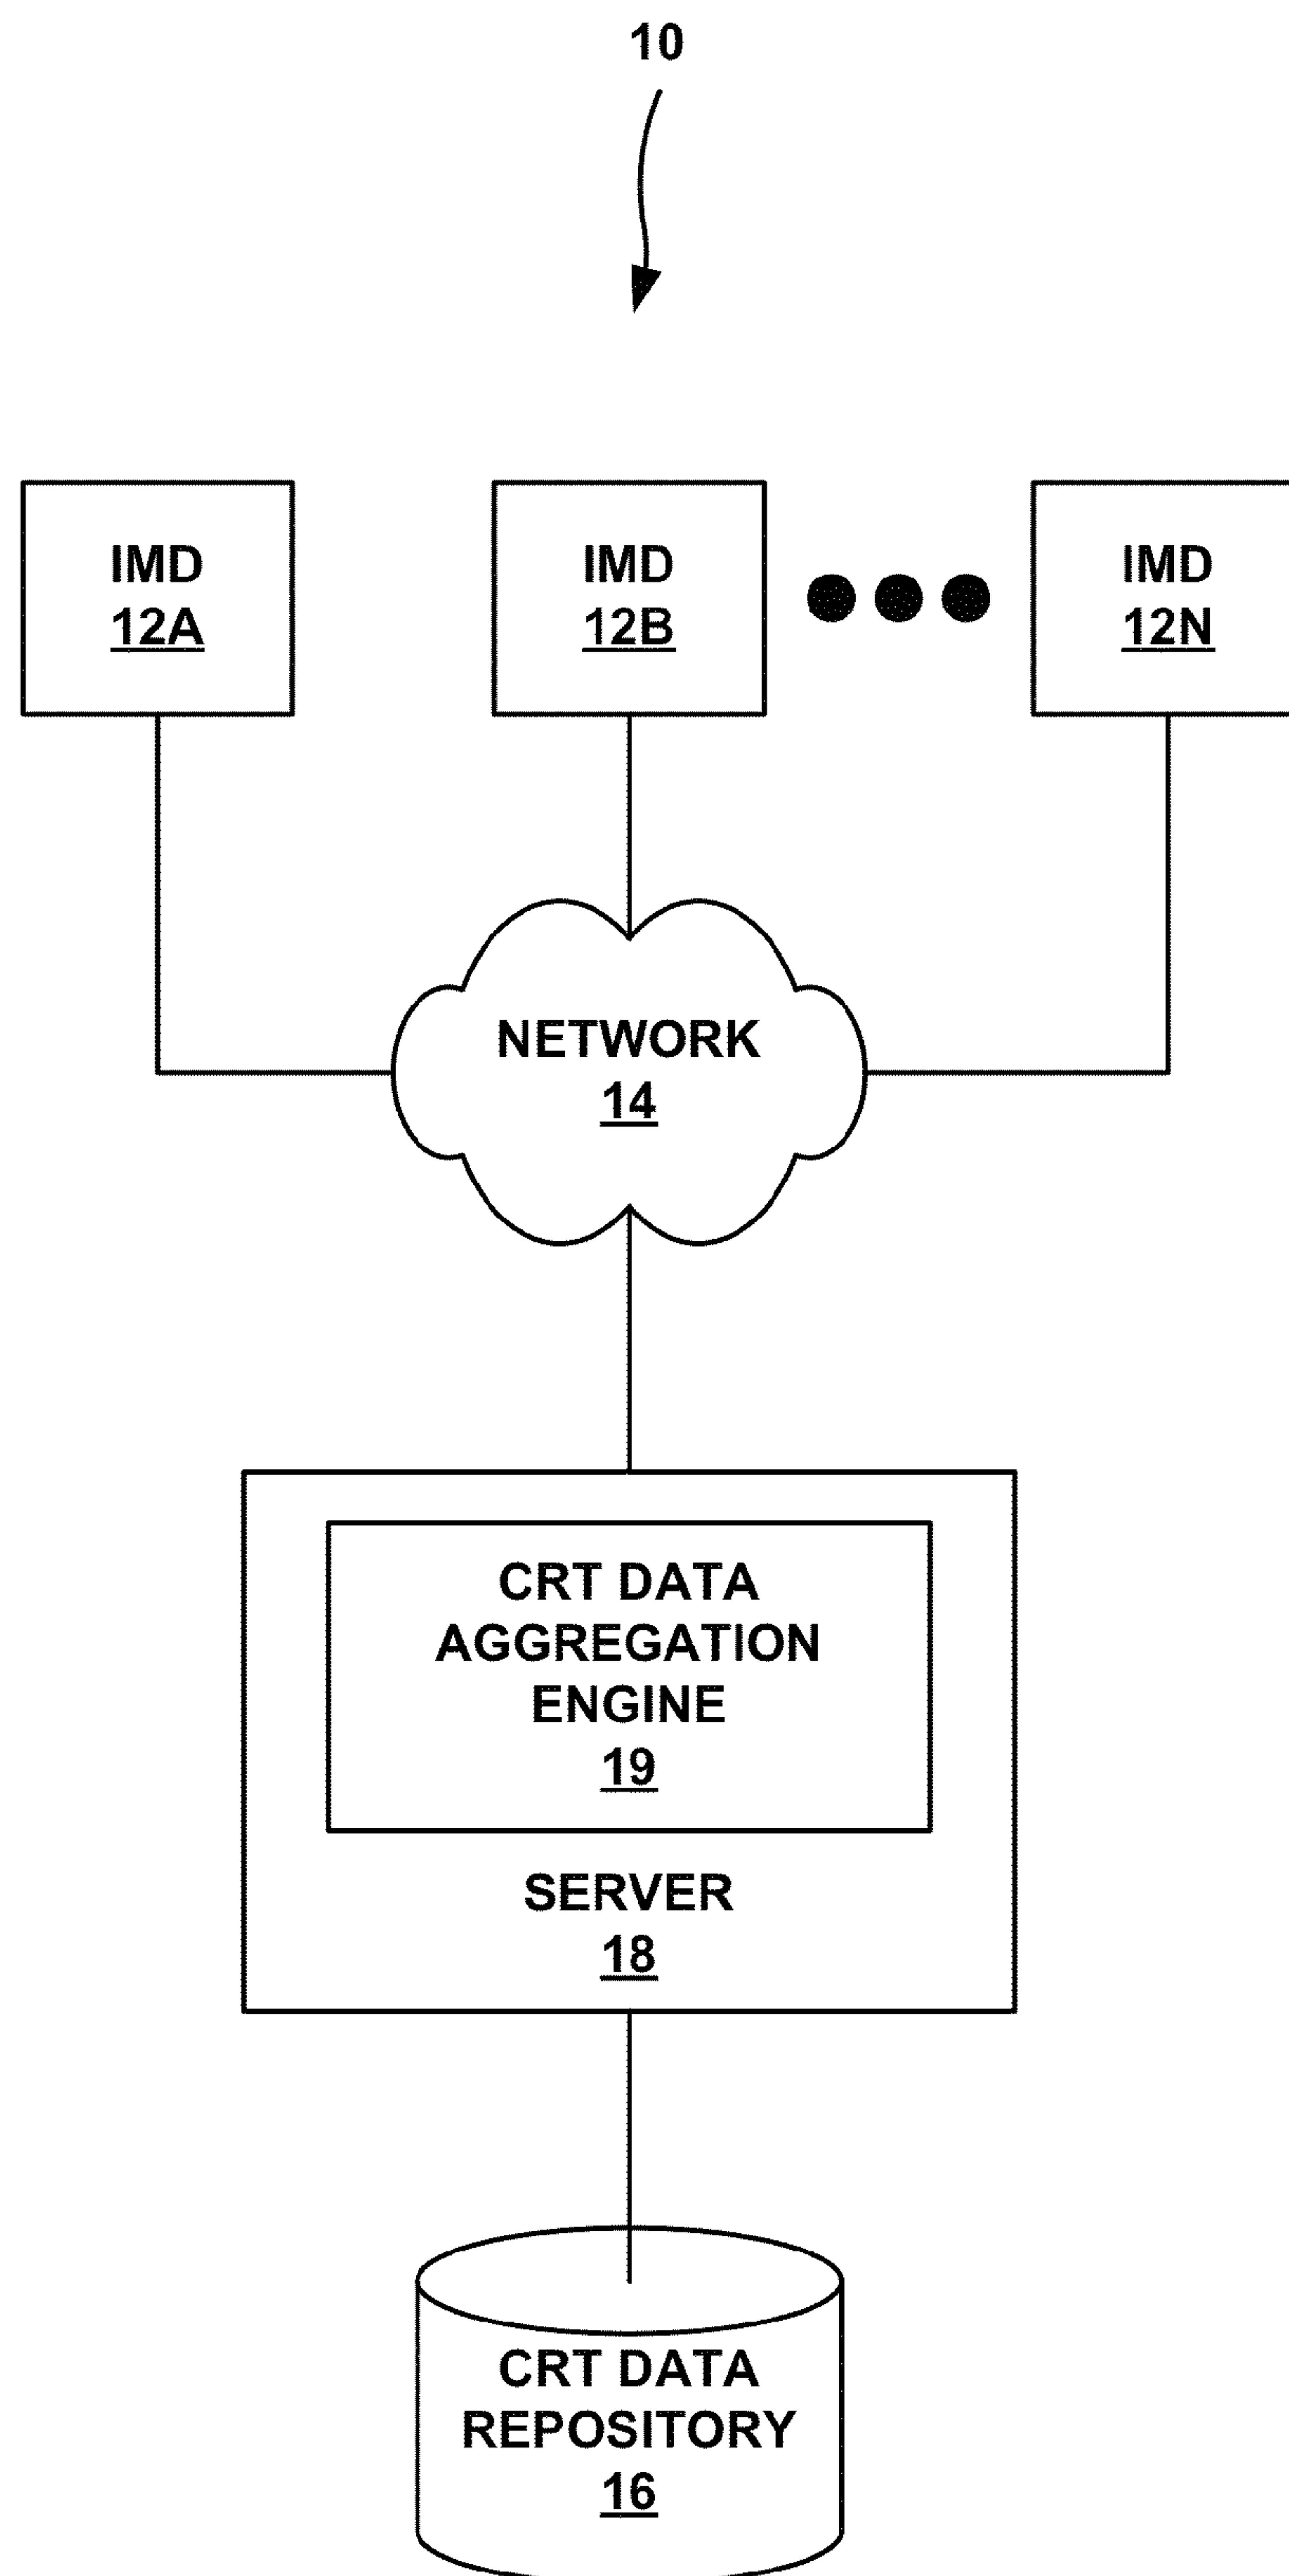 10
IMD
12A
IMD
12B
IMD
12N
NETWORK
14
CRT DATA
AGGREGATION
ENGINE
19
SERVER
18
CRT DATA
REPOSITORY
16